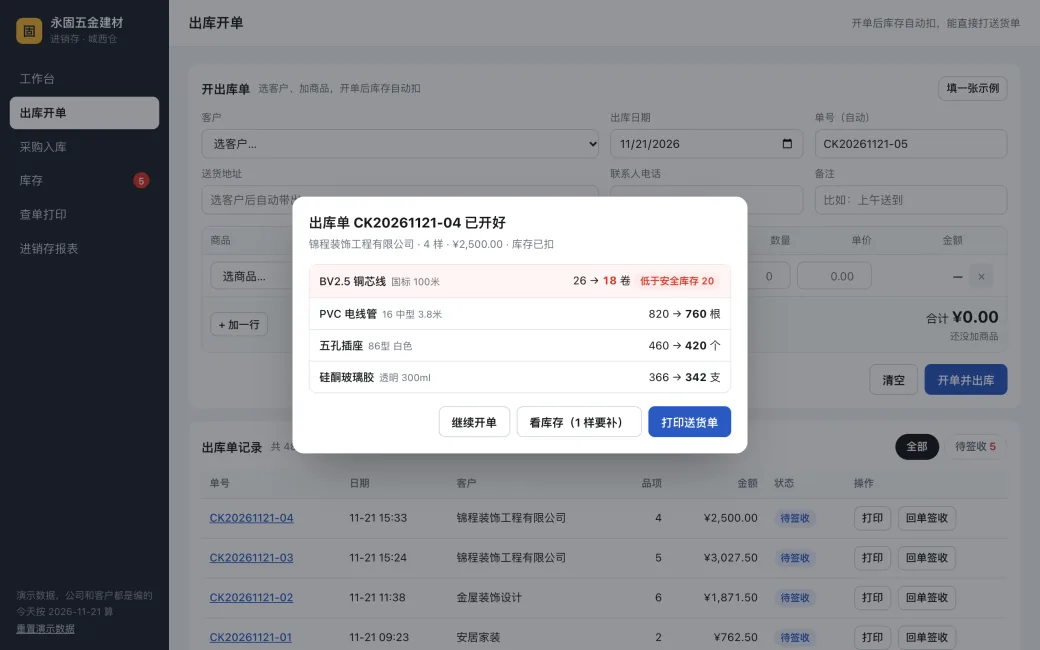 固 永固五金建材
进销存 · 城西仓
工作台
出库开单
采购入库
库存 5
查单打印
进销存报表
演示数据，公司和客户都是编的
今天按 2026-11-21 算
重置演示数据
出库开单
开单后库存自动扣，能直接打送货单
开出库单 选客户、加商品，开单后库存自动扣
填一张示例
客户 出库日期 单号（自动）
选客户... 11/21/2026 CK20261121-05
送货地址 联系人电话 备注
选客户后自动带出 比如：上午送到
商品 数量 单价 金额
选商品... 0 0.00 — ×
+ 加一行
合计 ¥0.00
还没加商品
清空 开单并出库
出库单 CK20261121-04 已开好
锦程装饰工程有限公司 · 4 样 · ¥2,500.00 · 库存已扣
BV2.5 铜芯线 国标 100米 26 → 18 卷 低于安全库存 20
PVC 电线管 16 中型 3.8米 820 → 760 根
五孔插座 86型 白色 460 → 420 个
硅酮玻璃胶 透明 300ml 366 → 342 支
继续开单 看库存（1 样要补） 打印送货单
出库单记录 共 4
全部 待签收 5
单号 日期 客户 品项 金额 状态 操作
CK20261121-04 11-21 15:33 锦程装饰工程有限公司 4 ¥2,500.00 待签收 打印 回单签收
CK20261121-03 11-21 15:24 锦程装饰工程有限公司 5 ¥3,027.50 待签收 打印 回单签收
CK20261121-02 11-21 11:38 金屋装饰设计 6 ¥1,871.50 待签收 打印 回单签收
CK20261121-01 11-21 09:23 安居家装 2 ¥762.50 待签收 打印 回单签收